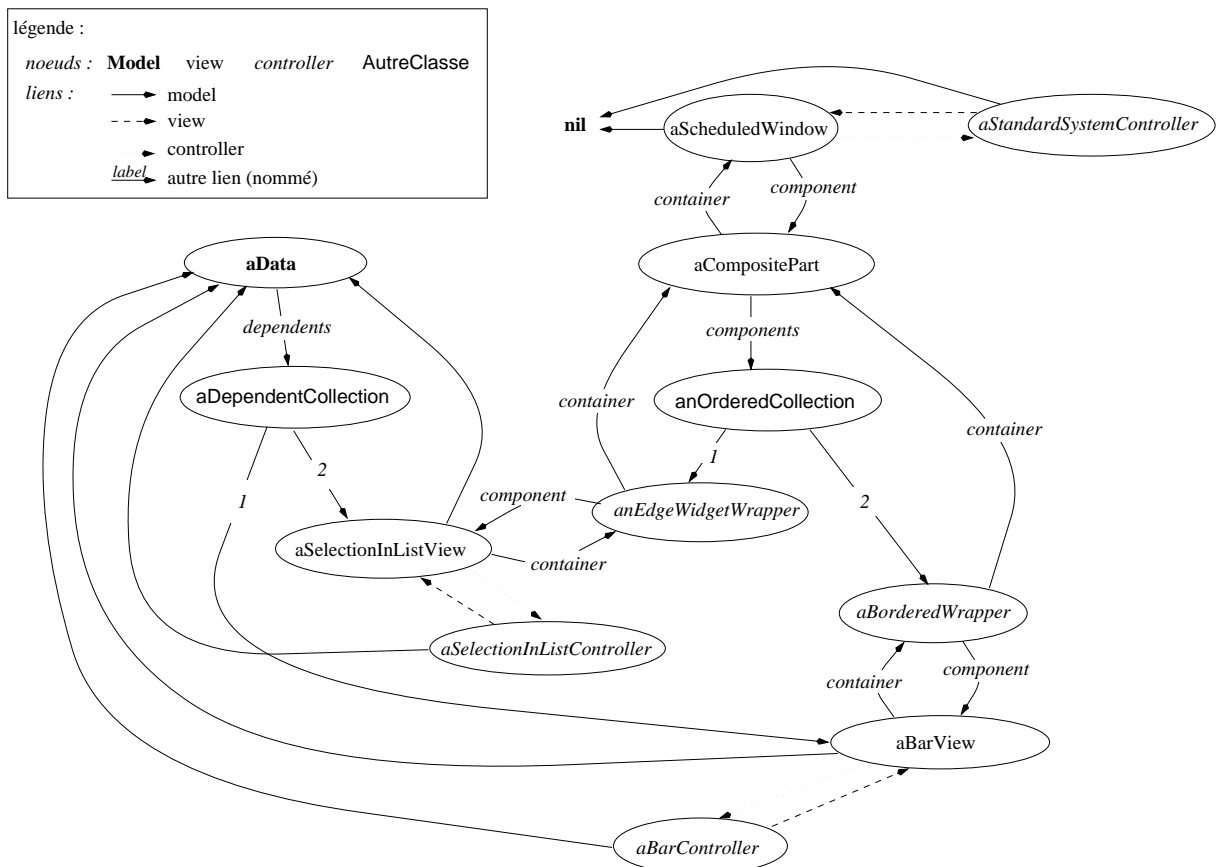 légende :
noeuds : Model view controller AutreClasse
liens : model
view
controller
label autre lien (nommé)
nil
aScheduledWindow
aStandardSystemController
container
component
aData
aCompositePart
dependents
components
aDependentCollection
anOrderedCollection
container
container
1
2
1
2
component
anEdgeWidgetWrapper
aSelectionInListView
container
aBorderedWrapper
aSelectionInListController
container
component
aBarView
aBarController